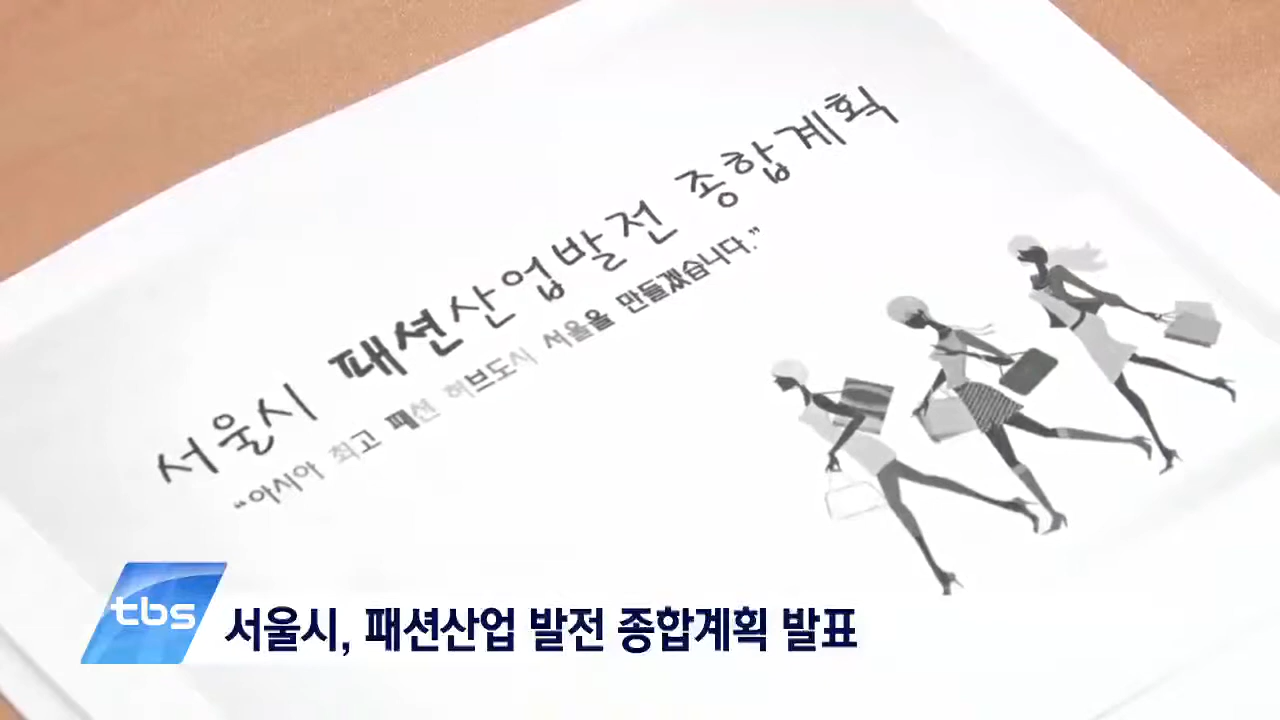 서울시 패션산업발전 종합계획
“아시아 최고 패션 허브도시 서울을 만들겠습니다.”
tbs 서울시, 패션산업 발전 종합계획 발표